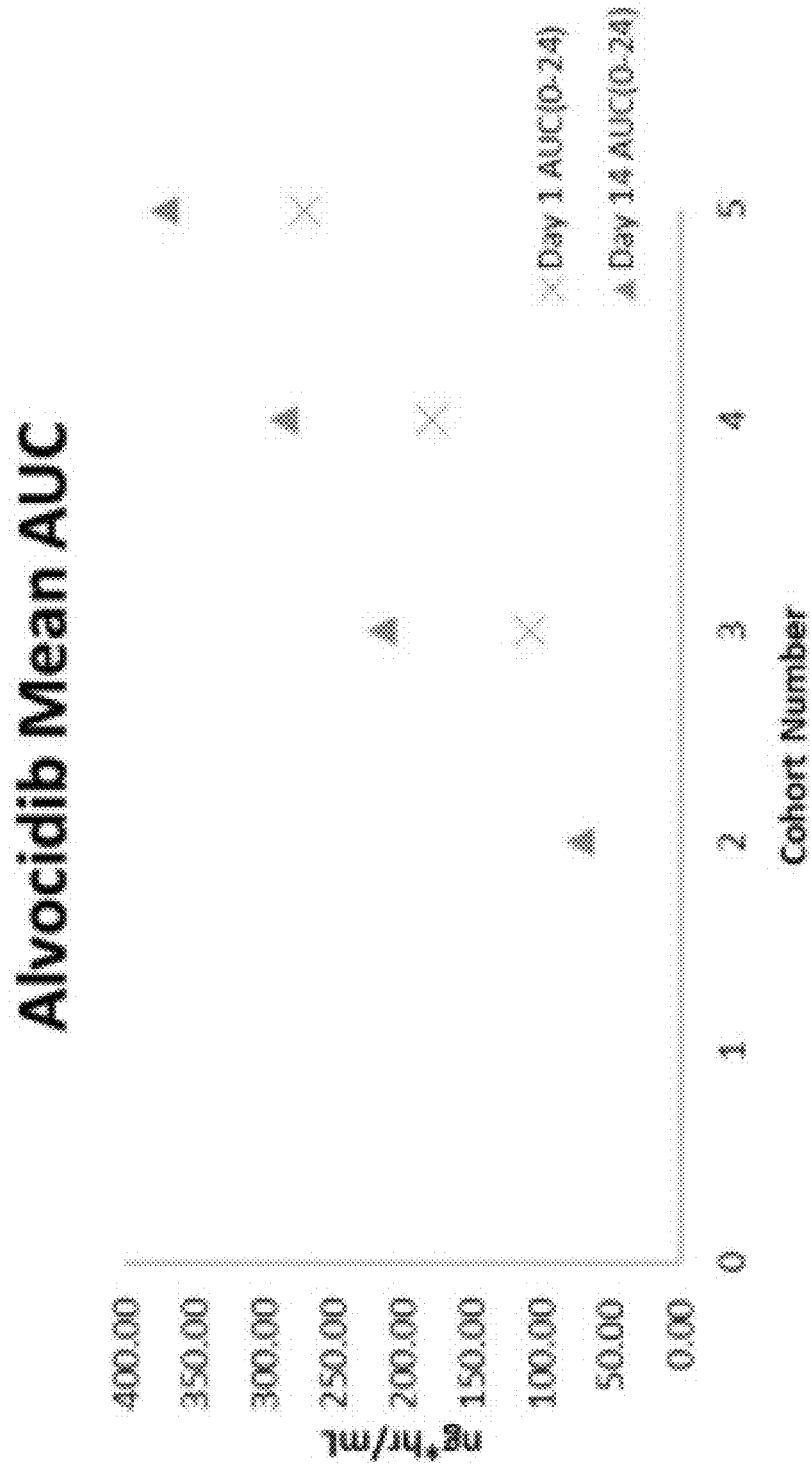 Alvocidib Mean AUC
ng*hr/mL
400.00
350.00
300.00
250.00
200.00
150.00
100.00
50.00
0.00
0 1 2 3 4 5
Cohort Number
Day 1 AUC(0-24)
Day 14 AUC(0-24)